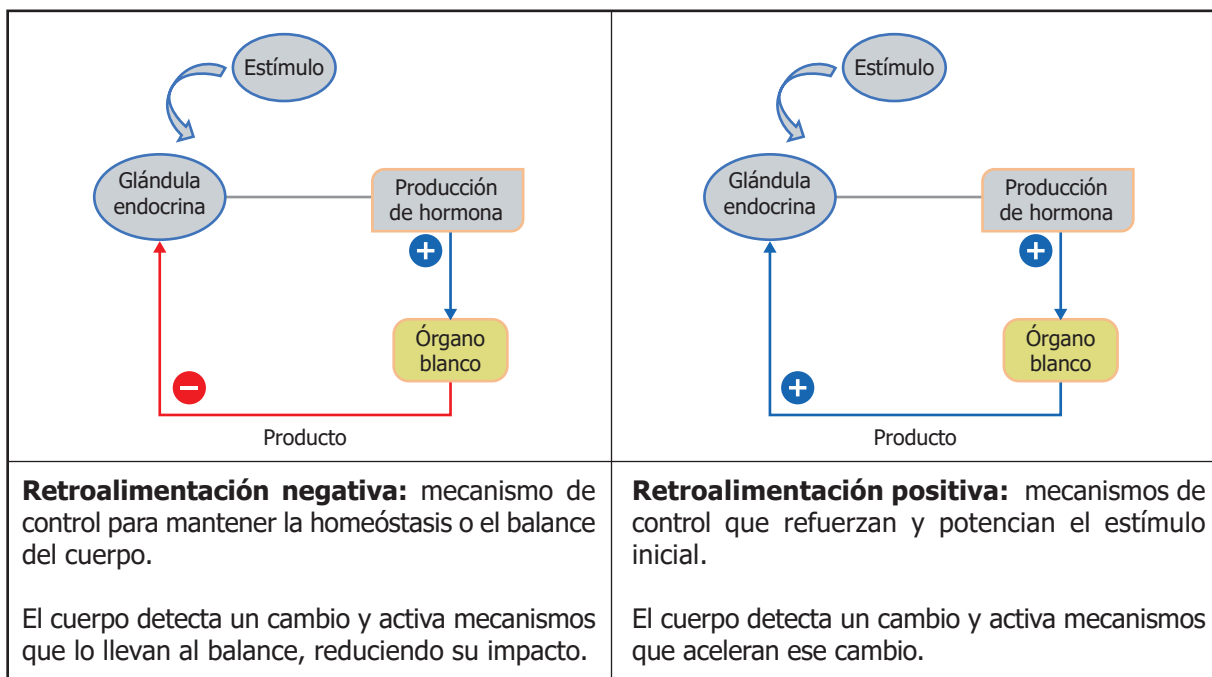 Estímulo
Glándula
endocrina
Producción
de hormona
+
Órgano
blanco
−
Producto
Retroalimentación negativa: mecanismo de
control para mantener la homeóstasis o el balance
del cuerpo.
El cuerpo detecta un cambio y activa mecanismos
que lo llevan al balance, reduciendo su impacto.
Estímulo
Glándula
endocrina
Producción
de hormona
+
Órgano
blanco
+
Producto
Retroalimentación positiva: mecanismos de
control que refuerzan y potencian el estímulo
inicial.
El cuerpo detecta un cambio y activa mecanismos
que aceleran ese cambio.